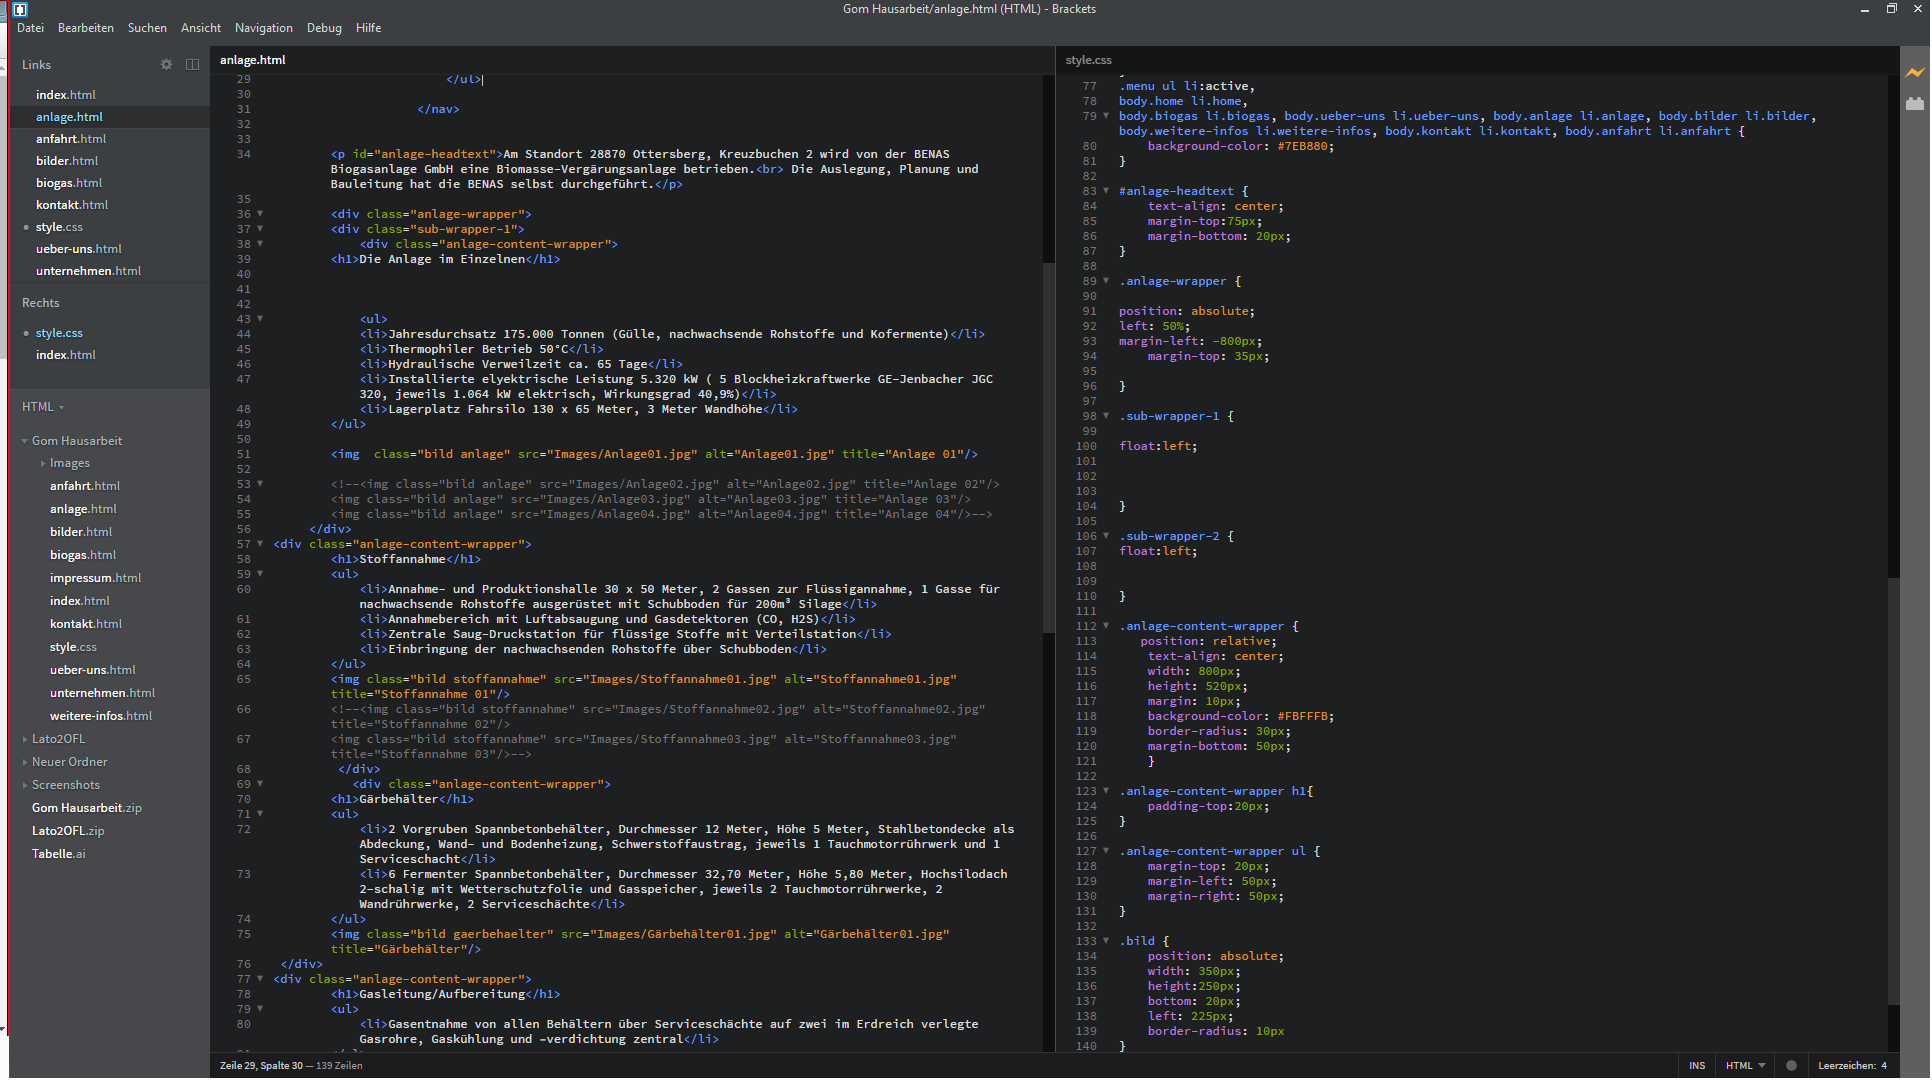 Gom Hausarbeit/anlage.html (HTML) - Brackets
Datei Bearbeiten Suchen Ansicht Navigation Debug Hilfe
Links
index.html
anlage.html
anfahrt.html
bilder.html
biogas.html
kontakt.html
style.css
ueber-uns.html
unternehmen.html
Rechts
style.css
index.html
HTML
Gom Hausarbeit
Images
anfahrt.html
anlage.html
bilder.html
biogas.html
impressum.html
index.html
kontakt.html
style.css
ueber-uns.html
unternehmen.html
weitere-infos.html
Lato2OFL
Neuer Ordner
Screenshots
Gom Hausarbeit.zip
Lato2OFL.zip
Tabelle.ai
anlage.html
29 </ul>
30
31 </nav>
32
33
34 <p id="anlage-headtext">Am Standort 28870 Ottersberg, Kreuzbuchen 2 wird von der BENAS
Biogasanlage GmbH eine Biomasse-Vergärungsanlage betrieben.<br> Die Auslegung, Planung und
Bauleitung hat die BENAS selbst durchgeführt.</p>
35
36 <div class="anlage-wrapper">
37 <div class="sub-wrapper-1">
38 <div class="anlage-content-wrapper">
39 <h1>Die Anlage im Einzelnen</h1>
40
41
42
43 <ul>
44 <li>Jahresdurchsatz 175.000 Tonnen (Gülle, nachwachsende Rohstoffe und Kofermente)</li>
45 <li>Thermophiler Betrieb 50°C</li>
46 <li>Hydraulische Verweilzeit ca. 65 Tage</li>
47 <li>Installierte elyektrische Leistung 5.320 kW ( 5 Blockheizkraftwerke GE-Jenbacher JGC
320, jeweils 1.064 kW elektrisch, Wirkungsgrad 40,9%)</li>
48 <li>Lagerplatz Fahrsilo 130 x 65 Meter, 3 Meter Wandhöhe</li>
49 </ul>
50
51 <img  class="bild anlage" src="Images/Anlage01.jpg" alt="Anlage01.jpg" title="Anlage 01"/>
52
53 <!--<img class="bild anlage" src="Images/Anlage02.jpg" alt="Anlage02.jpg" title="Anlage 02"/>
54 <img class="bild anlage" src="Images/Anlage03.jpg" alt="Anlage03.jpg" title="Anlage 03"/>
55 <img class="bild anlage" src="Images/Anlage04.jpg" alt="Anlage04.jpg" title="Anlage 04"/>-->
56 </div>
57 <div class="anlage-content-wrapper">
58 <h1>Stoffannahme</h1>
59 <ul>
60 <li>Annahme- und Produktionshalle 30 x 50 Meter, 2 Gassen zur Flüssigannahme, 1 Gasse für
nachwachsende Rohstoffe ausgerüstet mit Schubboden für 200m³ Silage</li>
61 <li>Annahmebereich mit Luftabsaugung und Gasdetektoren (CO, H2S)</li>
62 <li>Zentrale Saug-Druckstation für flüssige Stoffe mit Verteilstation</li>
63 <li>Einbringung der nachwachsenden Rohstoffe über Schubboden</li>
64 </ul>
65 <img class="bild stoffannahme" src="Images/Stoffannahme01.jpg" alt="Stoffannahme01.jpg"
title="Stoffannahme 01"/>
66 <!--<img class="bild stoffannahme" src="Images/Stoffannahme02.jpg" alt="Stoffannahme02.jpg"
title="Stoffannahme 02"/>
67 <img class="bild stoffannahme" src="Images/Stoffannahme03.jpg" alt="Stoffannahme03.jpg"
title="Stoffannahme 03"/>-->
68 </div>
69 <div class="anlage-content-wrapper">
70 <h1>Gärbehälter</h1>
71 <ul>
72 <li>2 Vorgruben Spannbetonbehälter, Durchmesser 12 Meter, Höhe 5 Meter, Stahlbetondecke als
Abdeckung, Wand- und Bodenheizung, Schwerstoffaustrag, jeweils 1 Tauchmotorrührwerk und 1
Serviceschacht</li>
73 <li>6 Fermenter Spannbetonbehälter, Durchmesser 32,70 Meter, Höhe 5,80 Meter, Hochsilodach
2-schalig mit Wetterschutzfolie und Gasspeicher, jeweils 2 Tauchmotorrührwerke, 2
Wandrührwerke, 2 Serviceschächte</li>
74 </ul>
75 <img class="bild gaerbehaelter" src="Images/Gärbehälter01.jpg" alt="Gärbehälter01.jpg"
title="Gärbehälter"/>
76 </div>
77 <div class="anlage-content-wrapper">
78 <h1>Gasleitung/Aufbereitung</h1>
79 <ul>
80 <li>Gasentnahme von allen Behältern über Serviceschächte auf zwei im Erdreich verlegte
Gasrohre, Gaskühlung und –verdichtung zentral</li>
style.css
77 .menu ul li:active,
78 body.home li.home,
79 body.biogas li.biogas, body.ueber-uns li.ueber-uns, body.anlage li.anlage, body.bilder li.bilder,
body.weitere-infos li.weitere-infos, body.kontakt li.kontakt, body.anfahrt li.anfahrt {
80 background-color: #7EB880;
81 }
82
83 #anlage-headtext {
84 text-align: center;
85 margin-top:75px;
86 margin-bottom: 20px;
87 }
88
89 .anlage-wrapper {
90
91 position: absolute;
92 left: 50%;
93 margin-left: -800px;
94 margin-top: 35px;
95
96 }
97
98 .sub-wrapper-1 {
99
100 float:left;
101
102
103
104 }
105
106 .sub-wrapper-2 {
107 float:left;
108
109
110 }
111
112 .anlage-content-wrapper {
113 position: relative;
114 text-align: center;
115 width: 800px;
116 height: 520px;
117 margin: 10px;
118 background-color: #FBFFFB;
119 border-radius: 30px;
120 margin-bottom: 50px;
121 }
122
123 .anlage-content-wrapper h1{
124 padding-top:20px;
125 }
126
127 .anlage-content-wrapper ul {
128 margin-top: 20px;
129 margin-left: 50px;
130 margin-right: 50px;
131 }
132
133 .bild {
134 position: absolute;
135 width: 350px;
136 height:250px;
137 bottom: 20px;
138 left: 225px;
139 border-radius: 10px
140 }
Zeile 29, Spalte 30 — 139 Zeilen
INS HTML Leerzeichen: 4